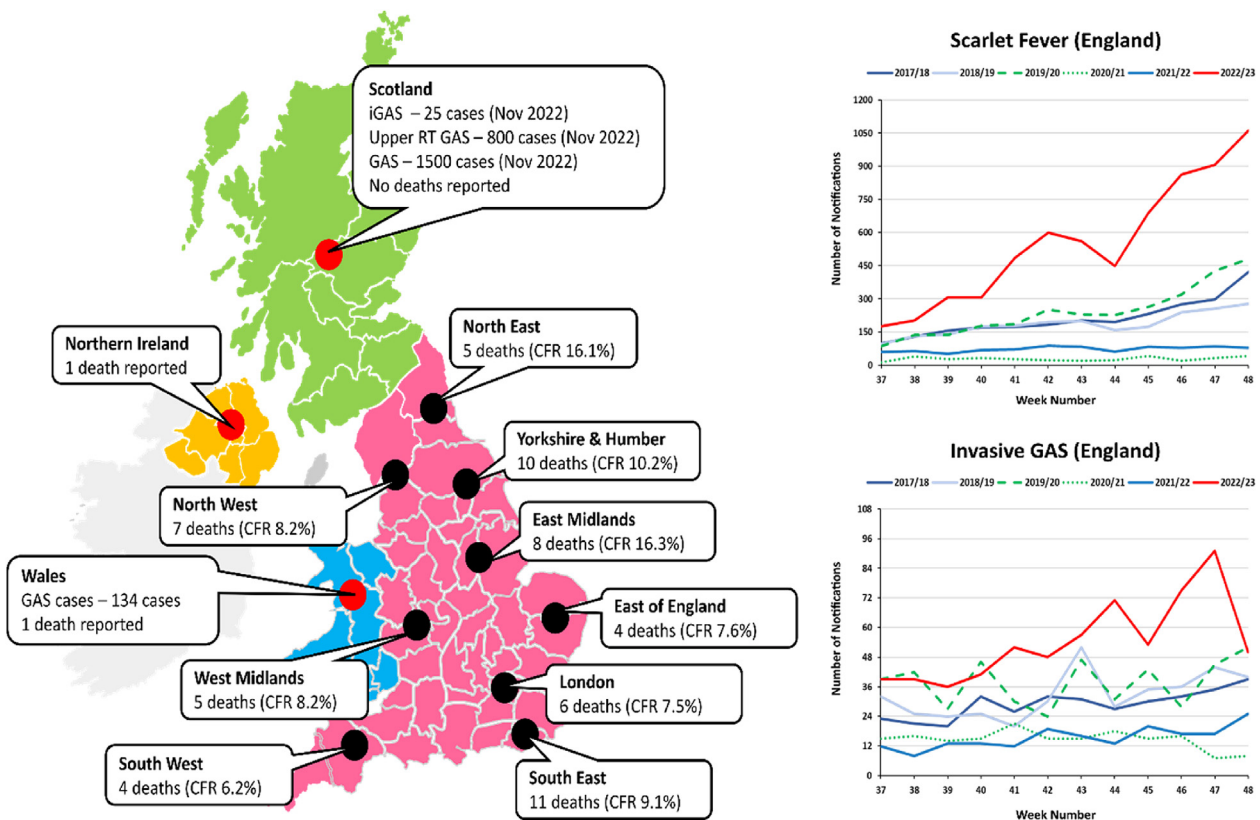 Scotland
iGAS – 25 cases (Nov 2022)
Upper RT GAS – 800 cases (Nov 2022)
GAS – 1500 cases (Nov 2022)
No deaths reported
Northern Ireland
1 death reported
North East
5 deaths (CFR 16.1%)
Yorkshire & Humber
10 deaths (CFR 10.2%)
North West
7 deaths (CFR 8.2%)
East Midlands
8 deaths (CFR 16.3%)
Wales
GAS cases – 134 cases
1 death reported
East of England
4 deaths (CFR 7.6%)
West Midlands
5 deaths (CFR 8.2%)
London
6 deaths (CFR 7.5%)
South West
4 deaths (CFR 6.2%)
South East
11 deaths (CFR 9.1%)
Scarlet Fever (England)
2017/18 2018/19 2019/20 2020/21 2021/22 2022/23
Number of Notifications
1200
1050
900
750
600
450
300
150
0
37 38 39 40 41 42 43 44 45 46 47 48
Week Number
Invasive GAS (England)
2017/18 2018/19 2019/20 2020/21 2021/22 2022/23
Number of Notifications
108
96
84
72
60
48
36
24
12
0
37 38 39 40 41 42 43 44 45 46 47 48
Week Number